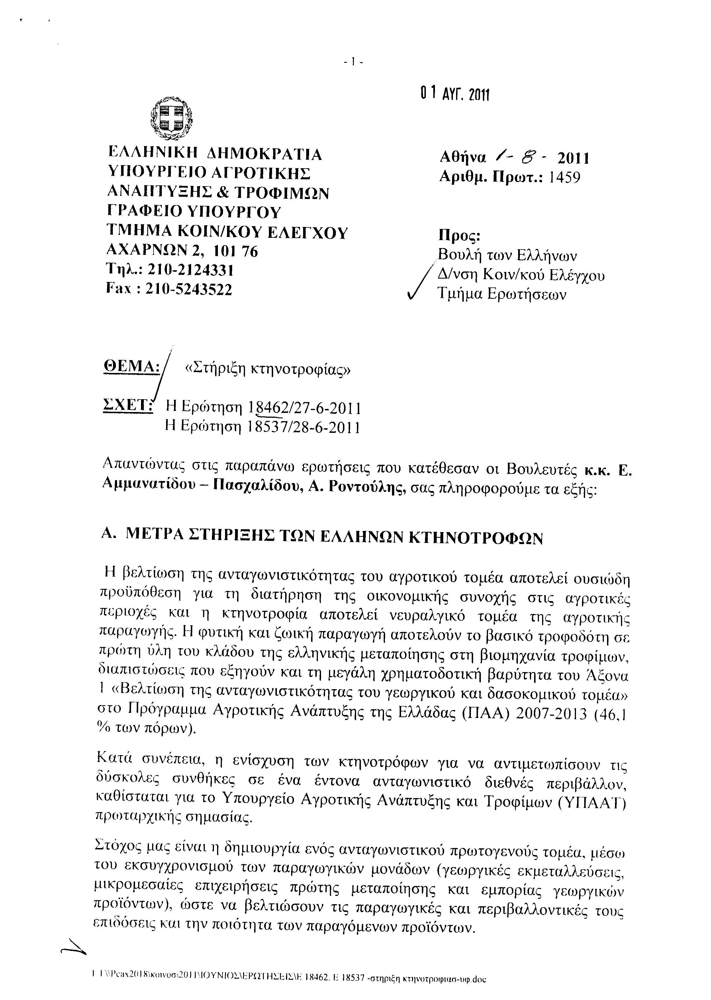 - 1 -
0 1 ΑΥΓ. 2011
ΕΛΛΗΝΙΚΗ ΔΗΜΟΚΡΑΤΙΑ
ΥΠΟΥΡΓΕΙΟ ΑΓΡΟΤΙΚΗΣ
ΑΝΑΠΤΥΞΗΣ & ΤΡΟΦΙΜΩΝ
ΓΡΑΦΕΙΟ ΥΠΟΥΡΓΟΥ
ΤΜΗΜΑ ΚΟΙΝ/ΚΟΥ ΕΛΕΓΧΟΥ
ΑΧΑΡΝΩΝ 2, 101 76
Τηλ.: 210-2124331
Fax : 210-5243522
Αθήνα 1- 8 - 2011
Αριθμ. Πρωτ.: 1459
Προς:
Βουλή των Ελλήνων
Δ/νση Κοιν/κού Ελέγχου
Τμήμα Ερωτήσεων
ΘΕΜΑ: «Στήριξη κτηνοτροφίας»
ΣΧΕΤ: Η Ερώτηση 18462/27-6-2011
Η Ερώτηση 18537/28-6-2011
Απαντώντας στις παραπάνω ερωτήσεις που κατέθεσαν οι Βουλευτές κ.κ. Ε.
Αμμανατίδου – Πασχαλίδου, Α. Ροντούλης, σας πληροφορούμε τα εξής:
Α. ΜΕΤΡΑ ΣΤΗΡΙΞΗΣ ΤΩΝ ΕΛΛΗΝΩΝ ΚΤΗΝΟΤΡΟΦΩΝ
Η βελτίωση της ανταγωνιστικότητας του αγροτικού τομέα αποτελεί ουσιώδη
προϋπόθεση για τη διατήρηση της οικονομικής συνοχής στις αγροτικές
περιοχές και η κτηνοτροφία αποτελεί νευραλγικό τομέα της αγροτικής
παραγωγής. Η φυτική και ζωική παραγωγή αποτελούν το βασικό τροφοδότη σε
πρώτη ύλη του κλάδου της ελληνικής μεταποίησης στη βιομηχανία τροφίμων,
διαπιστώσεις που εξηγούν και τη μεγάλη χρηματοδοτική βαρύτητα του Άξονα
1 «Βελτίωση της ανταγωνιστικότητας του γεωργικού και δασοκομικού τομέα»
στο Πρόγραμμα Αγροτικής Ανάπτυξης της Ελλάδας (ΠΑΑ) 2007-2013 (46,1
% των πόρων).
Κατά συνέπεια, η ενίσχυση των κτηνοτρόφων για να αντιμετωπίσουν τις
δύσκολες συνθήκες σε ένα έντονα ανταγωνιστικό διεθνές περιβάλλον,
καθίσταται για το Υπουργείο Αγροτικής Ανάπτυξης και Τροφίμων (ΥΠΑΑΤ)
πρωταρχικής σημασίας.
Στόχος μας είναι η δημιουργία ενός ανταγωνιστικού πρωτογενούς τομέα, μέσω
του εκσυγχρονισμού των παραγωγικών μονάδων (γεωργικές εκμεταλλεύσεις,
μικρομεσαίες επιχειρήσεις πρώτης μεταποίησης και εμπορίας γεωργικών
προϊόντων), ώστε να βελτιώσουν τις παραγωγικές και περιβαλλοντικές τους
επιδόσεις και την ποιότητα των παραγόμενων προϊόντων.
\\Pcax2018\κοινοσ\2011\ΙΟΥΝΙΟΣ\ΕΡΩΤΗΣΕΙΣ\Ε 18462. Ε 18537 -στηριξη κτηνοτροφιασ-υφ.doc